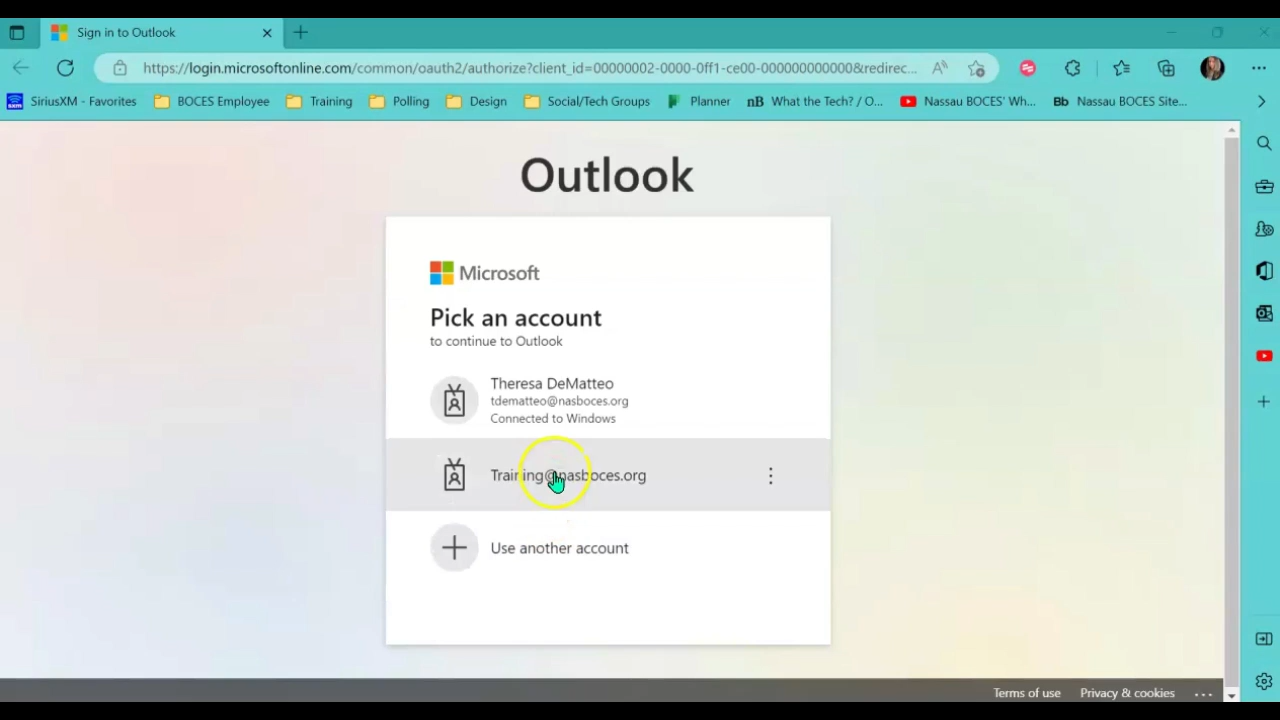 Sign in to Outlook
https://login.microsoftonline.com/common/oauth2/authorize?client_id=00000002-0000-0ff1-ce00-000000000000&redirec...
SiriusXM - Favorites
BOCES Employee
Training
Polling
Design
Social/Tech Groups
Planner
nB What the Tech? / O...
Nassau BOCES' Wh...
Bb Nassau BOCES Site...
Outlook
Microsoft
Pick an account
to continue to Outlook
Theresa DeMatteo
tdematteo@nasboces.org
Connected to Windows
Training@nasboces.org
Use another account
Terms of use
Privacy & cookies
...